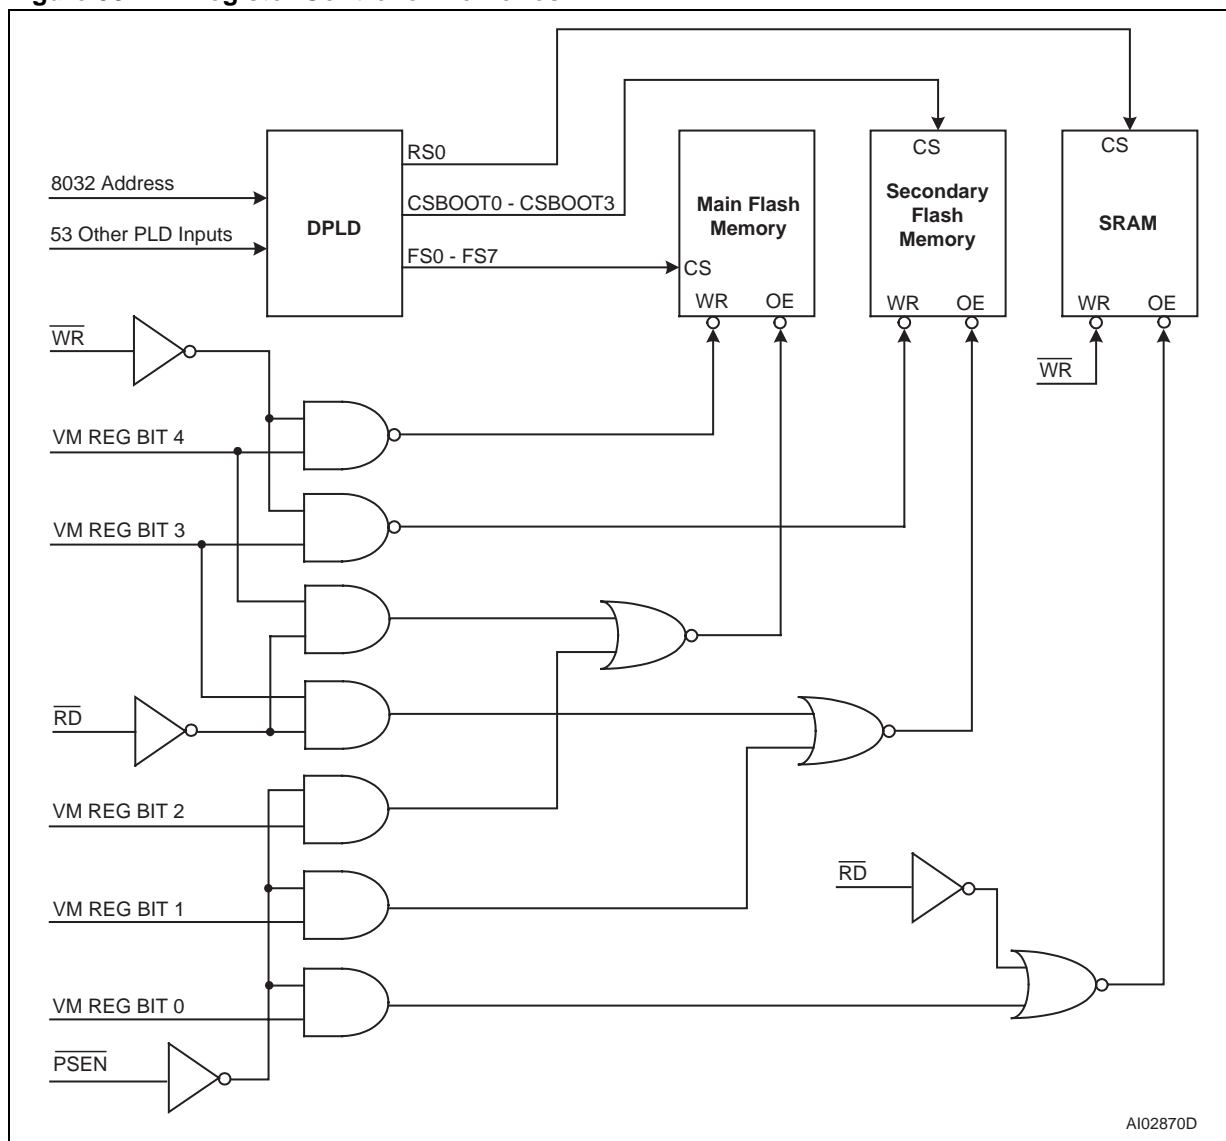 RS0
8032 Address
CSBOOT0 - CSBOOT3
53 Other PLD Inputs
DPLD
FS0 - FS7
Main Flash
Memory
CS
WR OE
CS
Secondary
Flash
Memory
WR OE
CS
SRAM
WR OE
WR
WR
VM REG BIT 4
VM REG BIT 3
RD
VM REG BIT 2
RD
VM REG BIT 1
VM REG BIT 0
PSEN
AI02870D